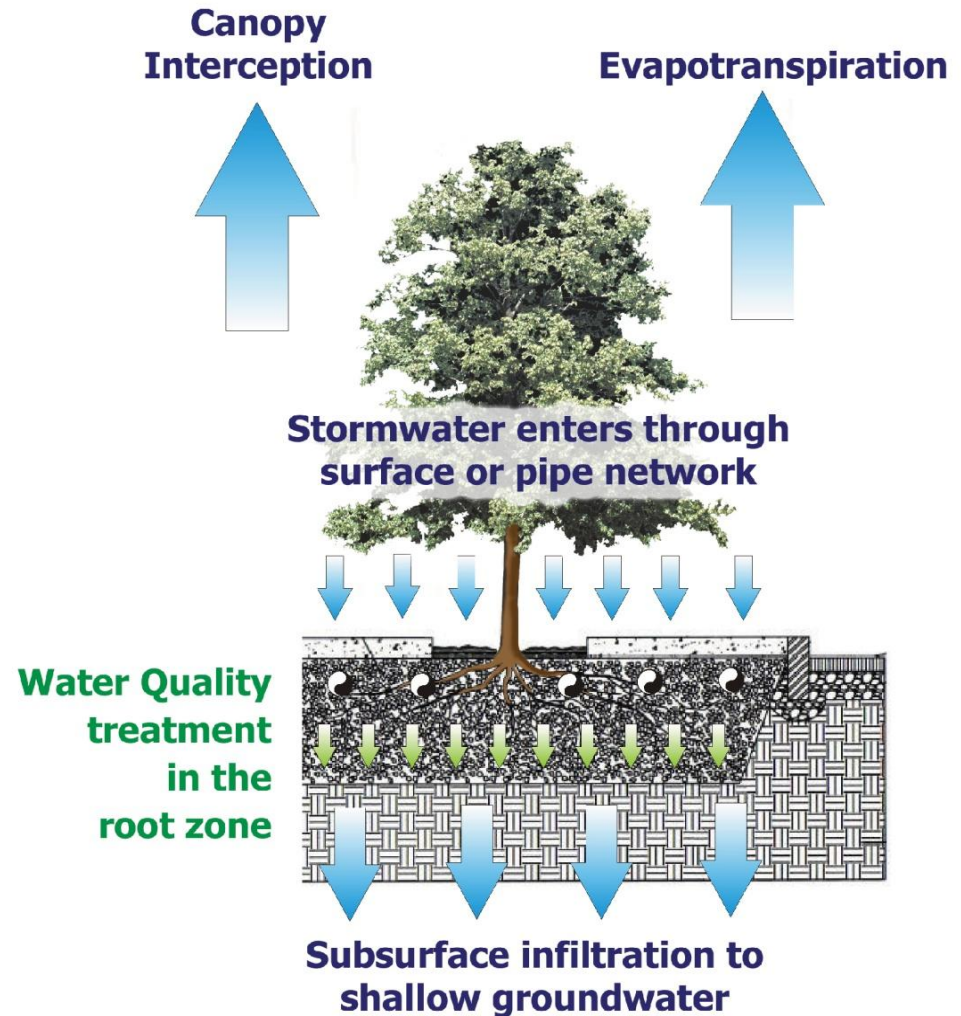 Canopy
Interception
Evapotranspiration
Stormwater enters through
surface or pipe network
Water Quality
treatment
in the
root zone
Subsurface infiltration to
shallow groundwater